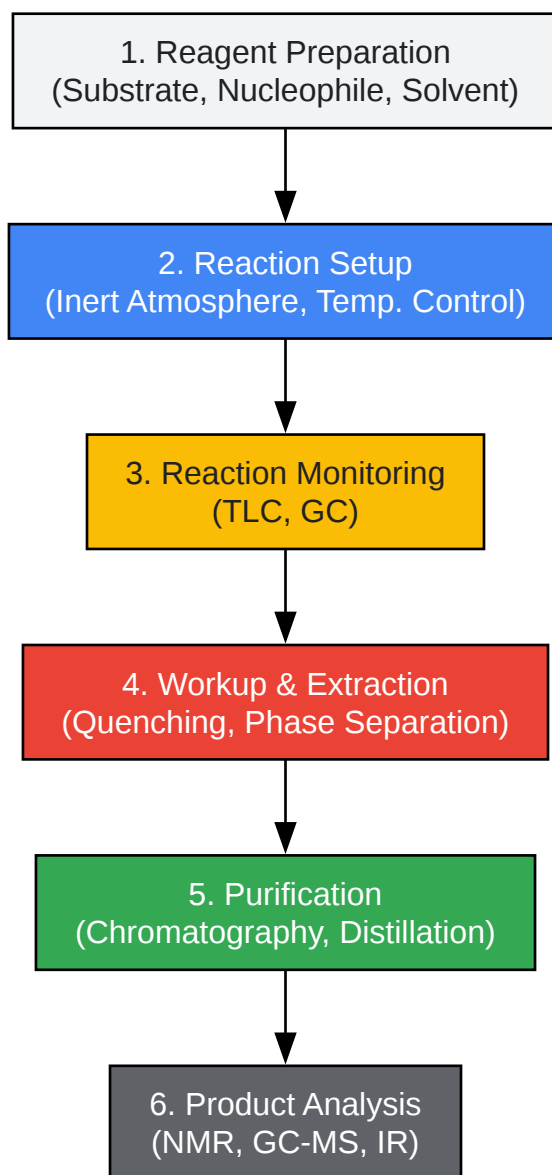 1. Reagent Preparation
(Substrate, Nucleophile, Solvent)
2. Reaction Setup
(Inert Atmosphere, Temp. Control)
3. Reaction Monitoring
(TLC, GC)
4. Workup & Extraction
(Quenching, Phase Separation)
5. Purification
(Chromatography, Distillation)
6. Product Analysis
(NMR, GC-MS, IR)